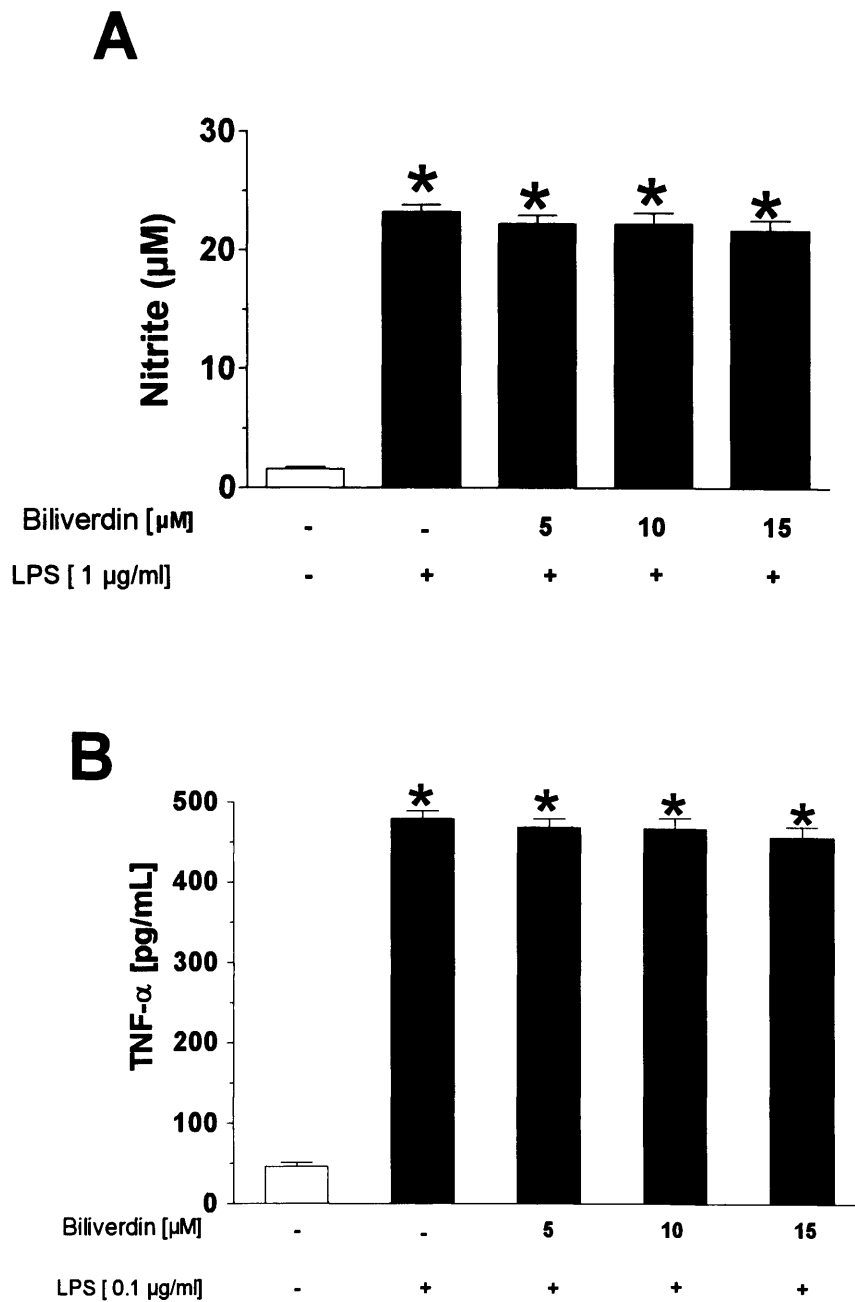 A
30
20
10
0
Nitrite (µM)
* * * *
Biliverdin [µM] - - 5 10 15
LPS [ 1 µg/ml] - + + + +
B
500
400
300
200
100
0
TNF-α [pg/mL]
* * * *
Biliverdin [µM] - - 5 10 15
LPS [ 0.1 µg/ml] - + + + +